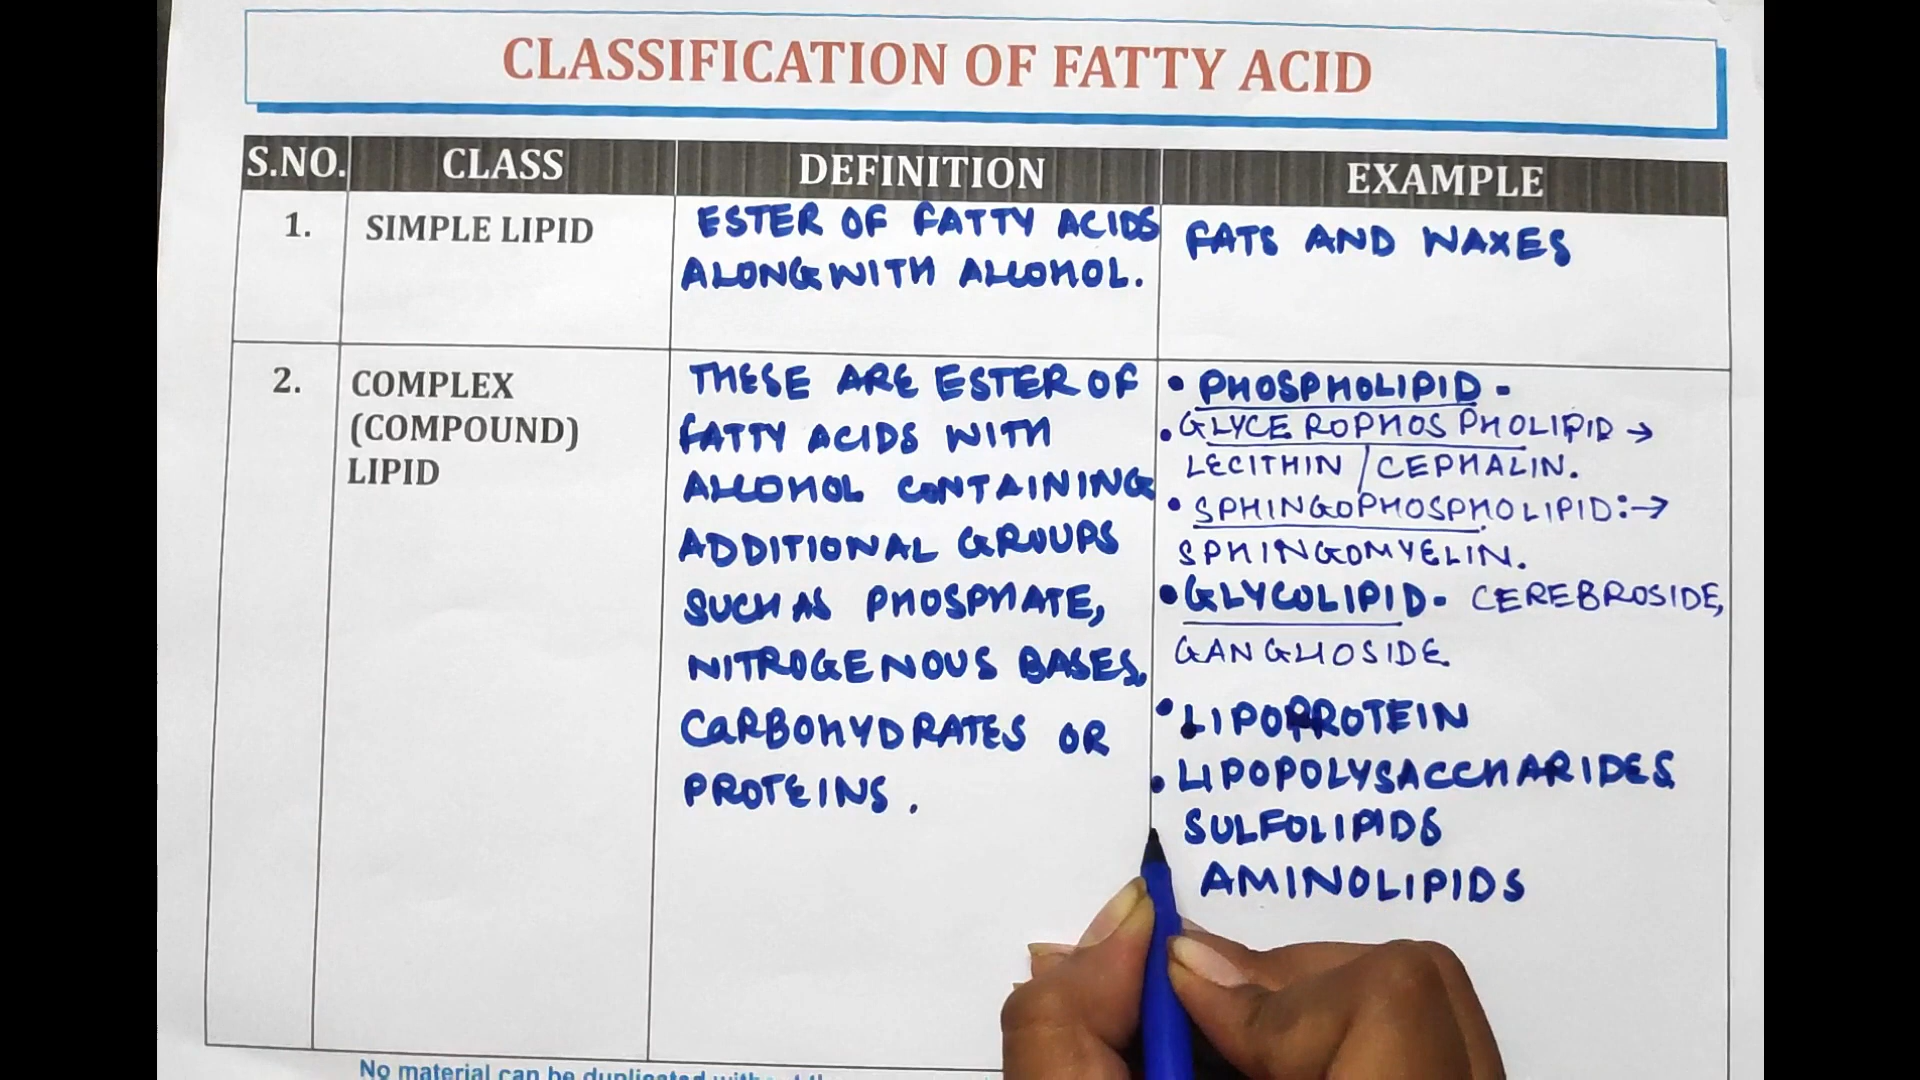 CLASSIFICATION OF FATTY ACID
S.NO. CLASS DEFINITION EXAMPLE
1. SIMPLE LIPID
ESTER OF FATTY ACIDS
ALONGWITH ALCOHOL.
FATS AND WAXES
2. COMPLEX
(COMPOUND)
LIPID
THESE ARE ESTER OF
FATTY ACIDS WITH
ALCOHOL CONTAINING
ADDITIONAL GROUPS
SUCH AS PHOSPHATE,
NITROGENOUS BASES,
CARBOHYDRATES OR
PROTEINS.
• PHOSPHOLIPID -
• GLYCEROPHOSPHOLIPID →
LECITHIN / CEPHALIN.
• SPHINGOPHOSPHOLIPID:→
SPHINGOMYELIN.
• GLYCOLIPID - CEREBROSIDE,
GANGLIOSIDE
• LIPOPROTEIN
• LIPOPOLYSACCHARIDES
SULFOLIPIDS
AMINOLIPIDS
No material can be duplicated without